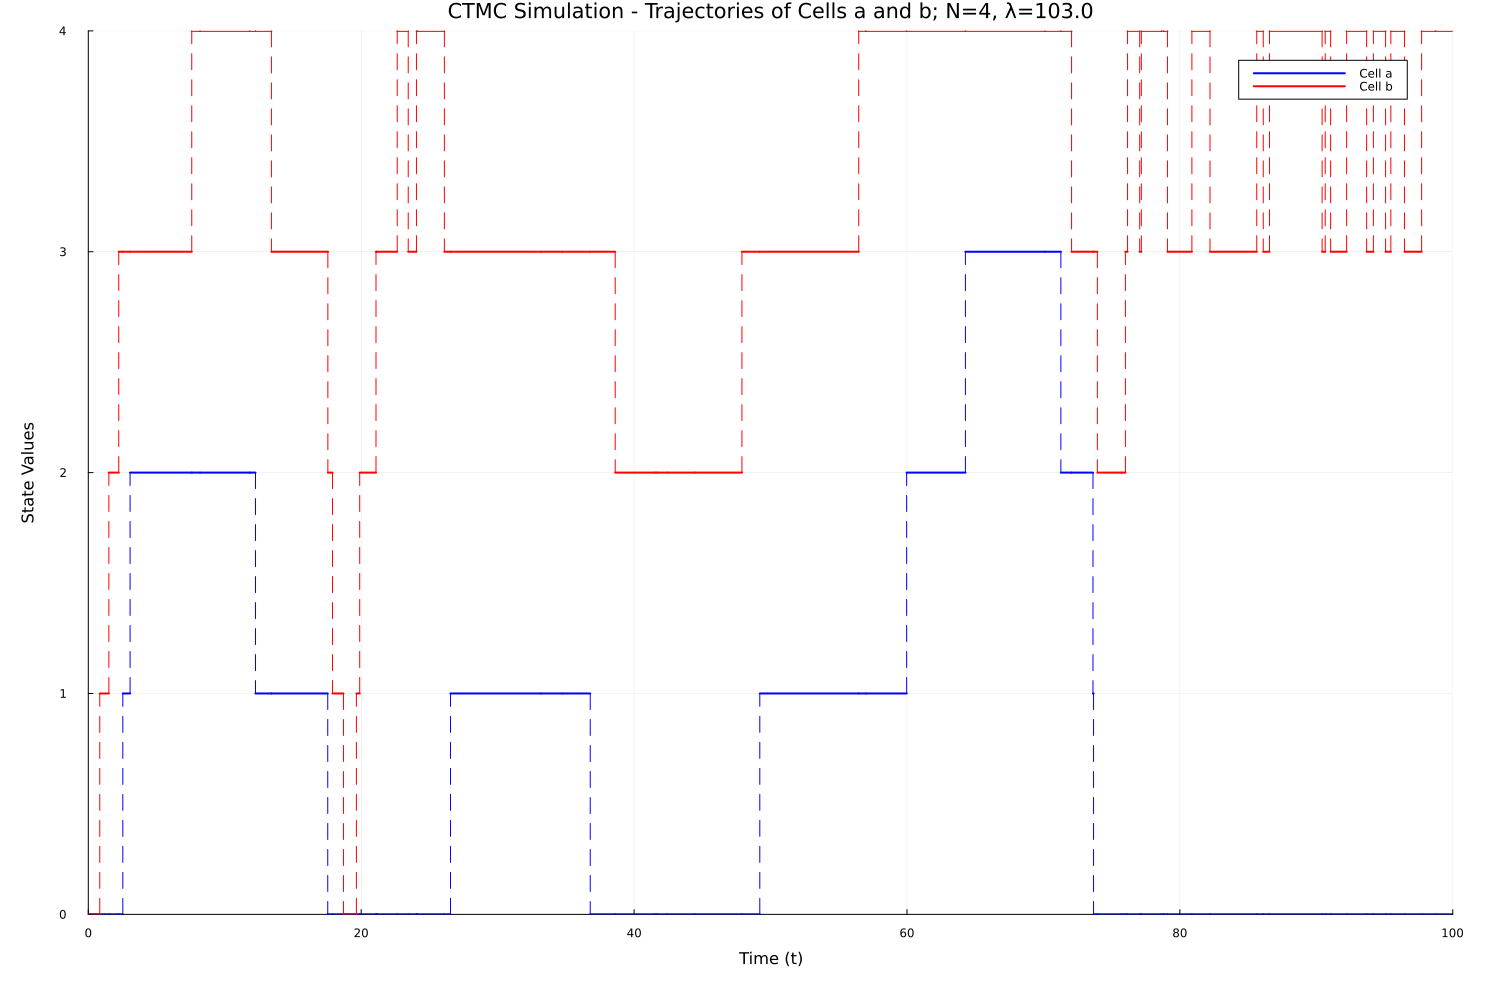 CTMC Simulation - Trajectories of Cells a and b; N=4, λ=103.0
4
Cell a
Cell b
3
State Values
2
1
0
0 20 40 60 80 100
Time (t)